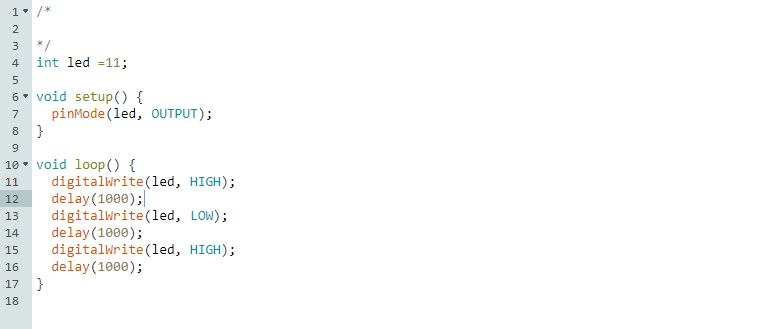 1 /*
2
3 */
4 int led =11;
5
6 void setup() {
7   pinMode(led, OUTPUT);
8 }
9
10 void loop() {
11   digitalWrite(led, HIGH);
12   delay(1000);
13   digitalWrite(led, LOW);
14   delay(1000);
15   digitalWrite(led, HIGH);
16   delay(1000);
17 }
18